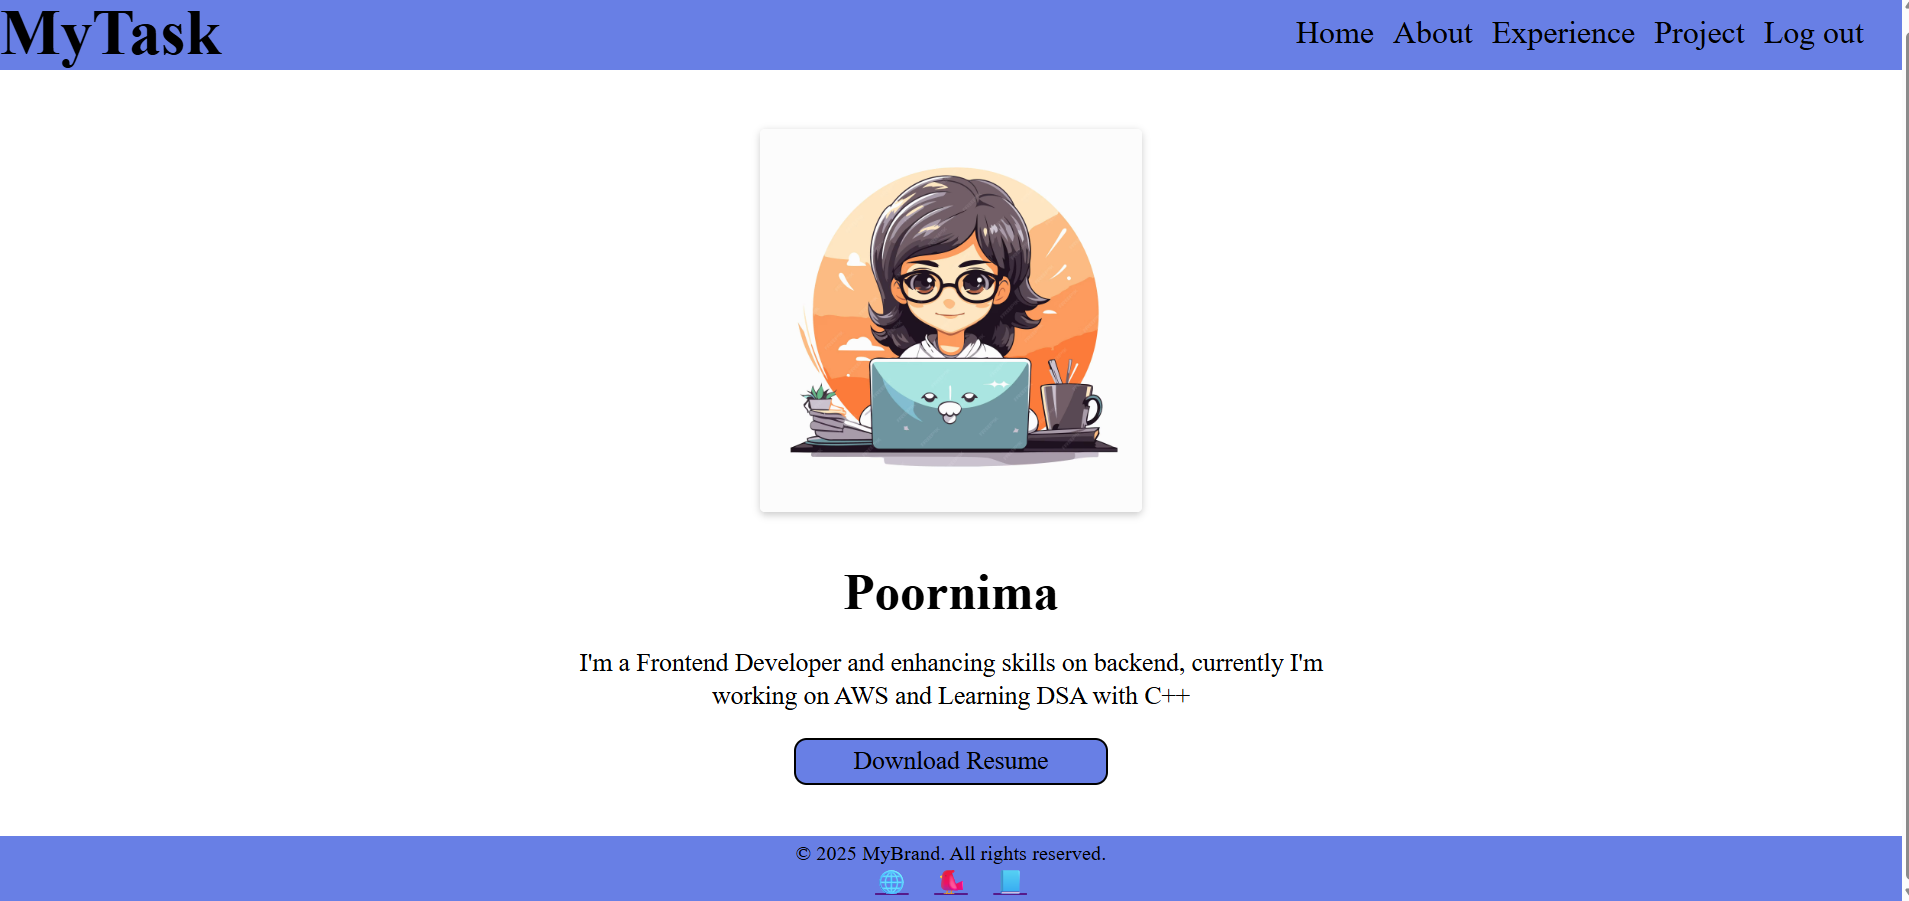 MyTask
Home About Experience Project Log out
Poornima
I'm a Frontend Developer and enhancing skills on backend, currently I'm
working on AWS and Learning DSA with C++
Download Resume
© 2025 MyBrand. All rights reserved.